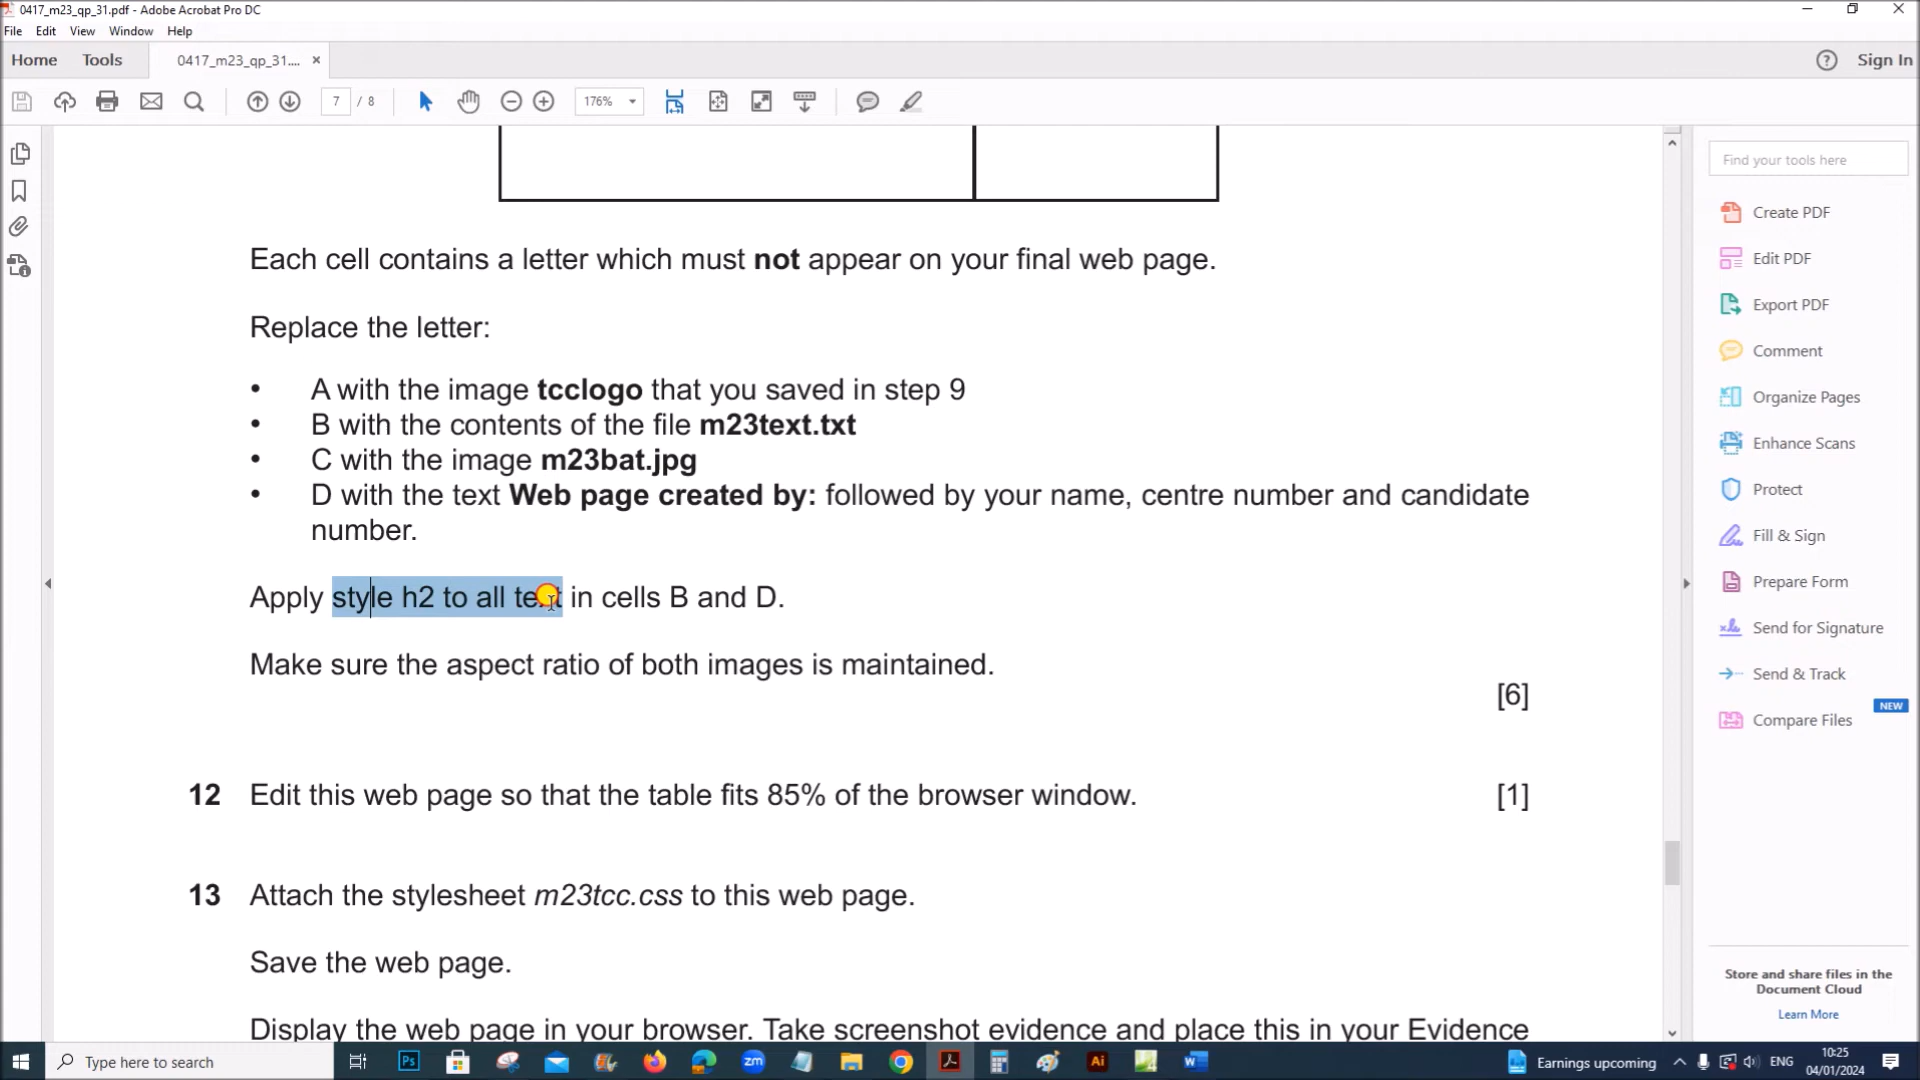 0417_m23_qp_31.pdf - Adobe Acrobat Pro DC
File Edit View Window Help
Home Tools 0417_m23_qp_31.... × Sign In
7 / 8 176%
Find your tools here
Create PDF
Edit PDF
Export PDF
Comment
Organize Pages
Enhance Scans
Protect
Fill & Sign
Prepare Form
Send for Signature
Send & Track
NEW
Compare Files
Store and share files in the
Document Cloud
Learn More
Each cell contains a letter which must not appear on your final web page.
Replace the letter:
• A with the image tcclogo that you saved in step 9
• B with the contents of the file m23text.txt
• C with the image m23bat.jpg
• D with the text Web page created by: followed by your name, centre number and candidate
number.
Apply style h2 to all text in cells B and D.
Make sure the aspect ratio of both images is maintained.
[6]
12 Edit this web page so that the table fits 85% of the browser window. [1]
13 Attach the stylesheet m23tcc.css to this web page.
Save the web page.
Display the web page in your browser. Take screenshot evidence and place this in your Evidence
Type here to search
Ps
zm
Ai
Earnings upcoming
ENG
10:25
04/01/2024